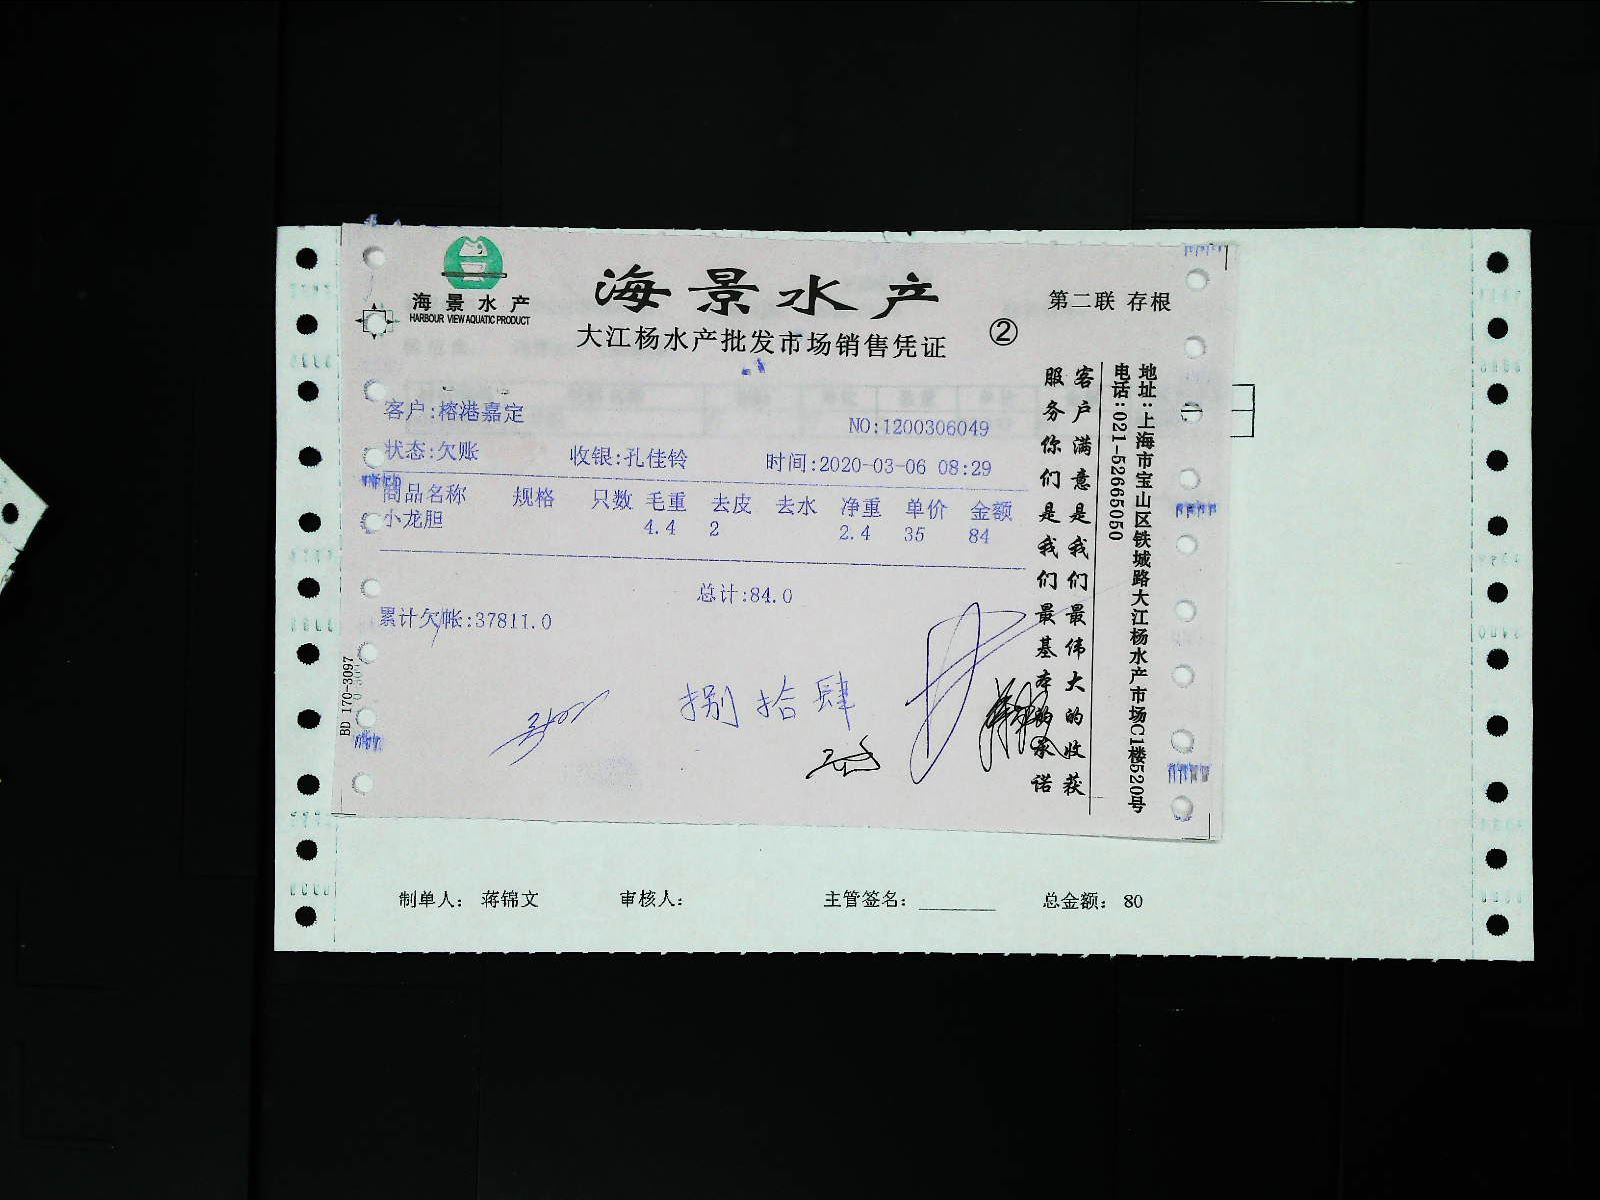 海景水产
HARBOUR VIEW AQUATIC PRODUCT
海景水产
大江杨水产批发市场销售凭证
②
第二联 存根
客户:榕港嘉定
NO:1200306049
状态:欠账 收银:孔佳铃 时间:2020-03-06 08:29
商品名称 规格 只数 毛重 去皮 去水 净重 单价 金额
小龙胆 4.4 2 2.4 35 84
总计:84.0
累计欠帐:37811.0
捌拾肆
客户满意是我们最伟大的收获
服务你们是我们最基本的承诺
地址:上海市宝山区铁城路大江杨水产市场C1楼520号
电话:021-52665050
BD 170-3097
制单人: 蒋锦文 审核人: 主管签名: 总金额: 80